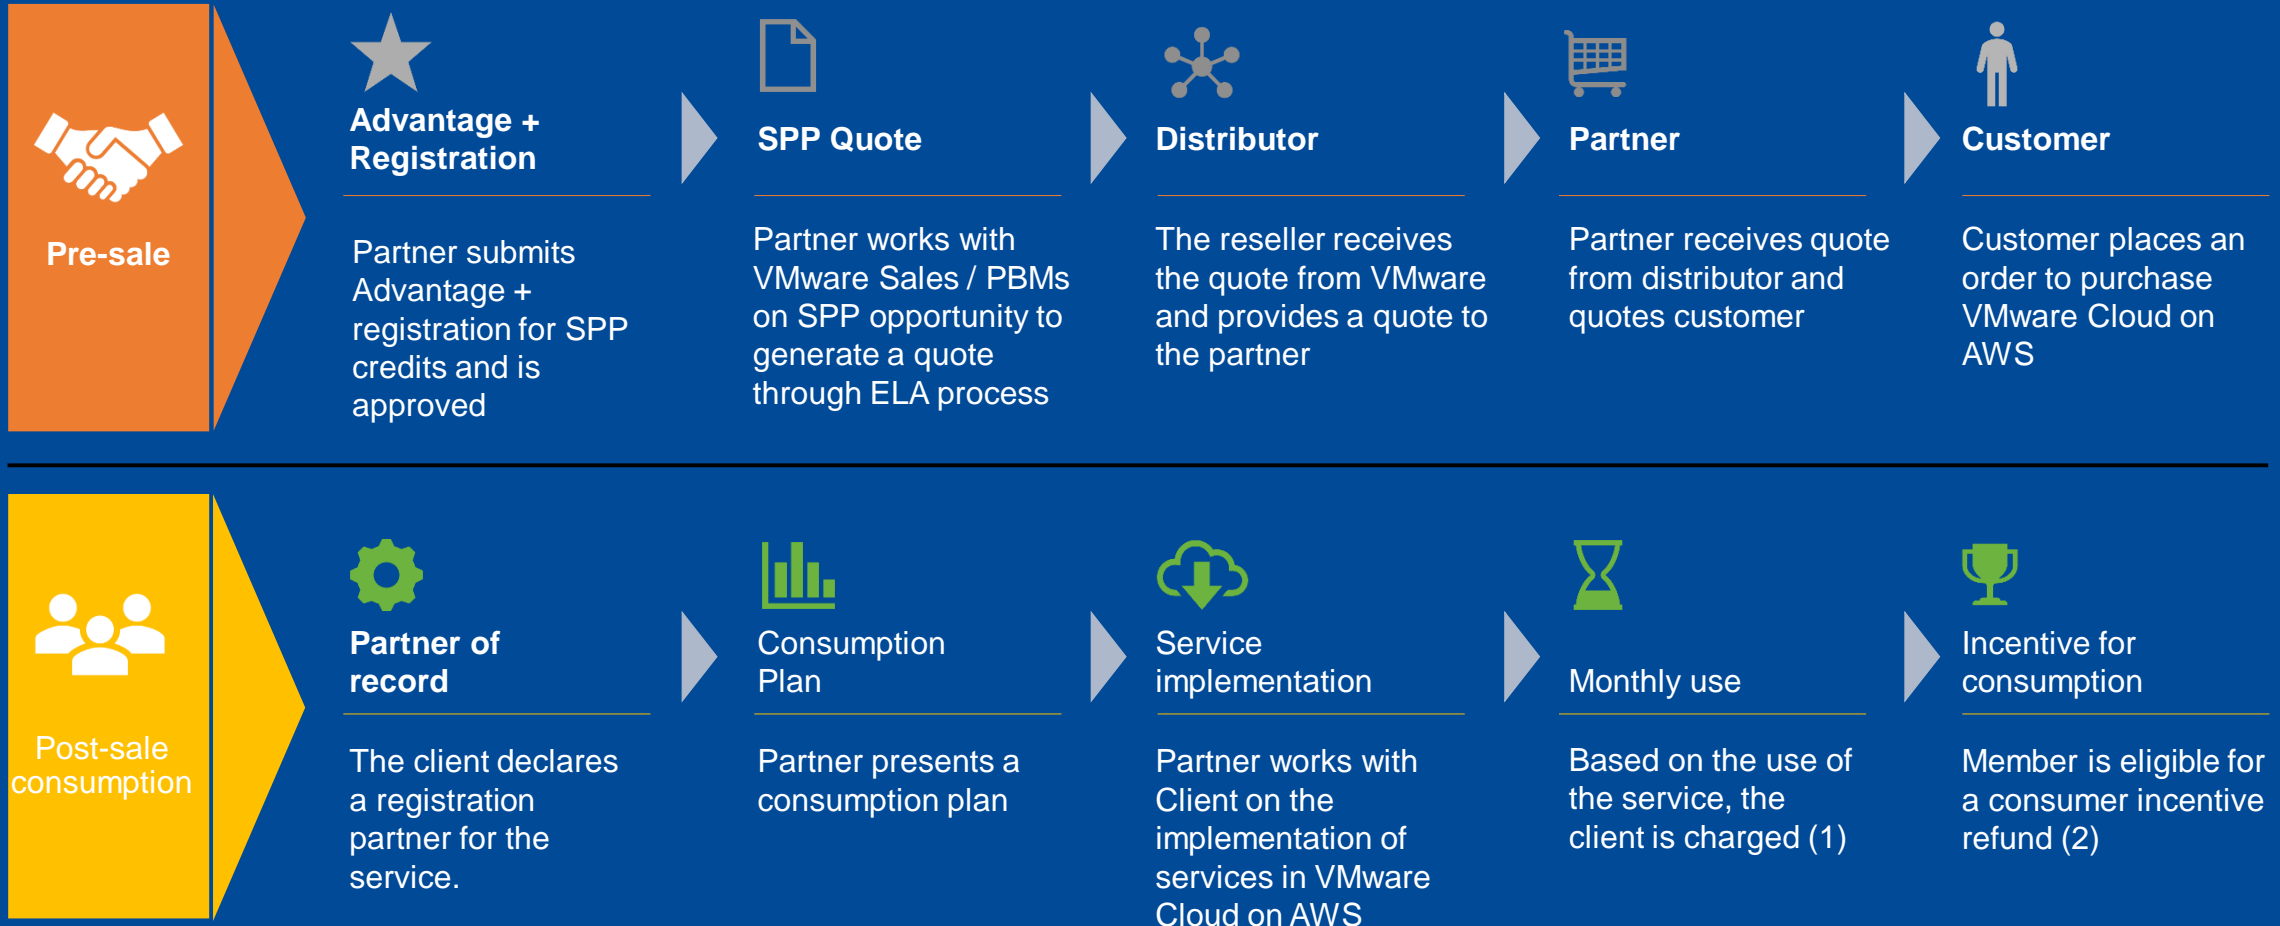 Pre-sale
Advantage +
Registration
Partner submits
Advantage +
registration for SPP
credits and is
approved
SPP Quote
Partner works with
VMware Sales / PBMs
on SPP opportunity to
generate a quote
through ELA process
Distributor
The reseller receives
the quote from VMware
and provides a quote to
the partner
Partner
Partner receives quote
from distributor and
quotes customer
Customer
Customer places an
order to purchase
VMware Cloud on
AWS
Post-sale
consumption
Partner of
record
The client declares
a registration
partner for the
service.
Consumption
Plan
Partner presents a
consumption plan
Service
implementation
Partner works with
Client on the
implementation of
services in VMware
Cloud on AWS
Monthly use
Based on the use of
the service, the
client is charged (1)
Incentive for
consumption
Member is eligible for
a consumer incentive
refund (2)